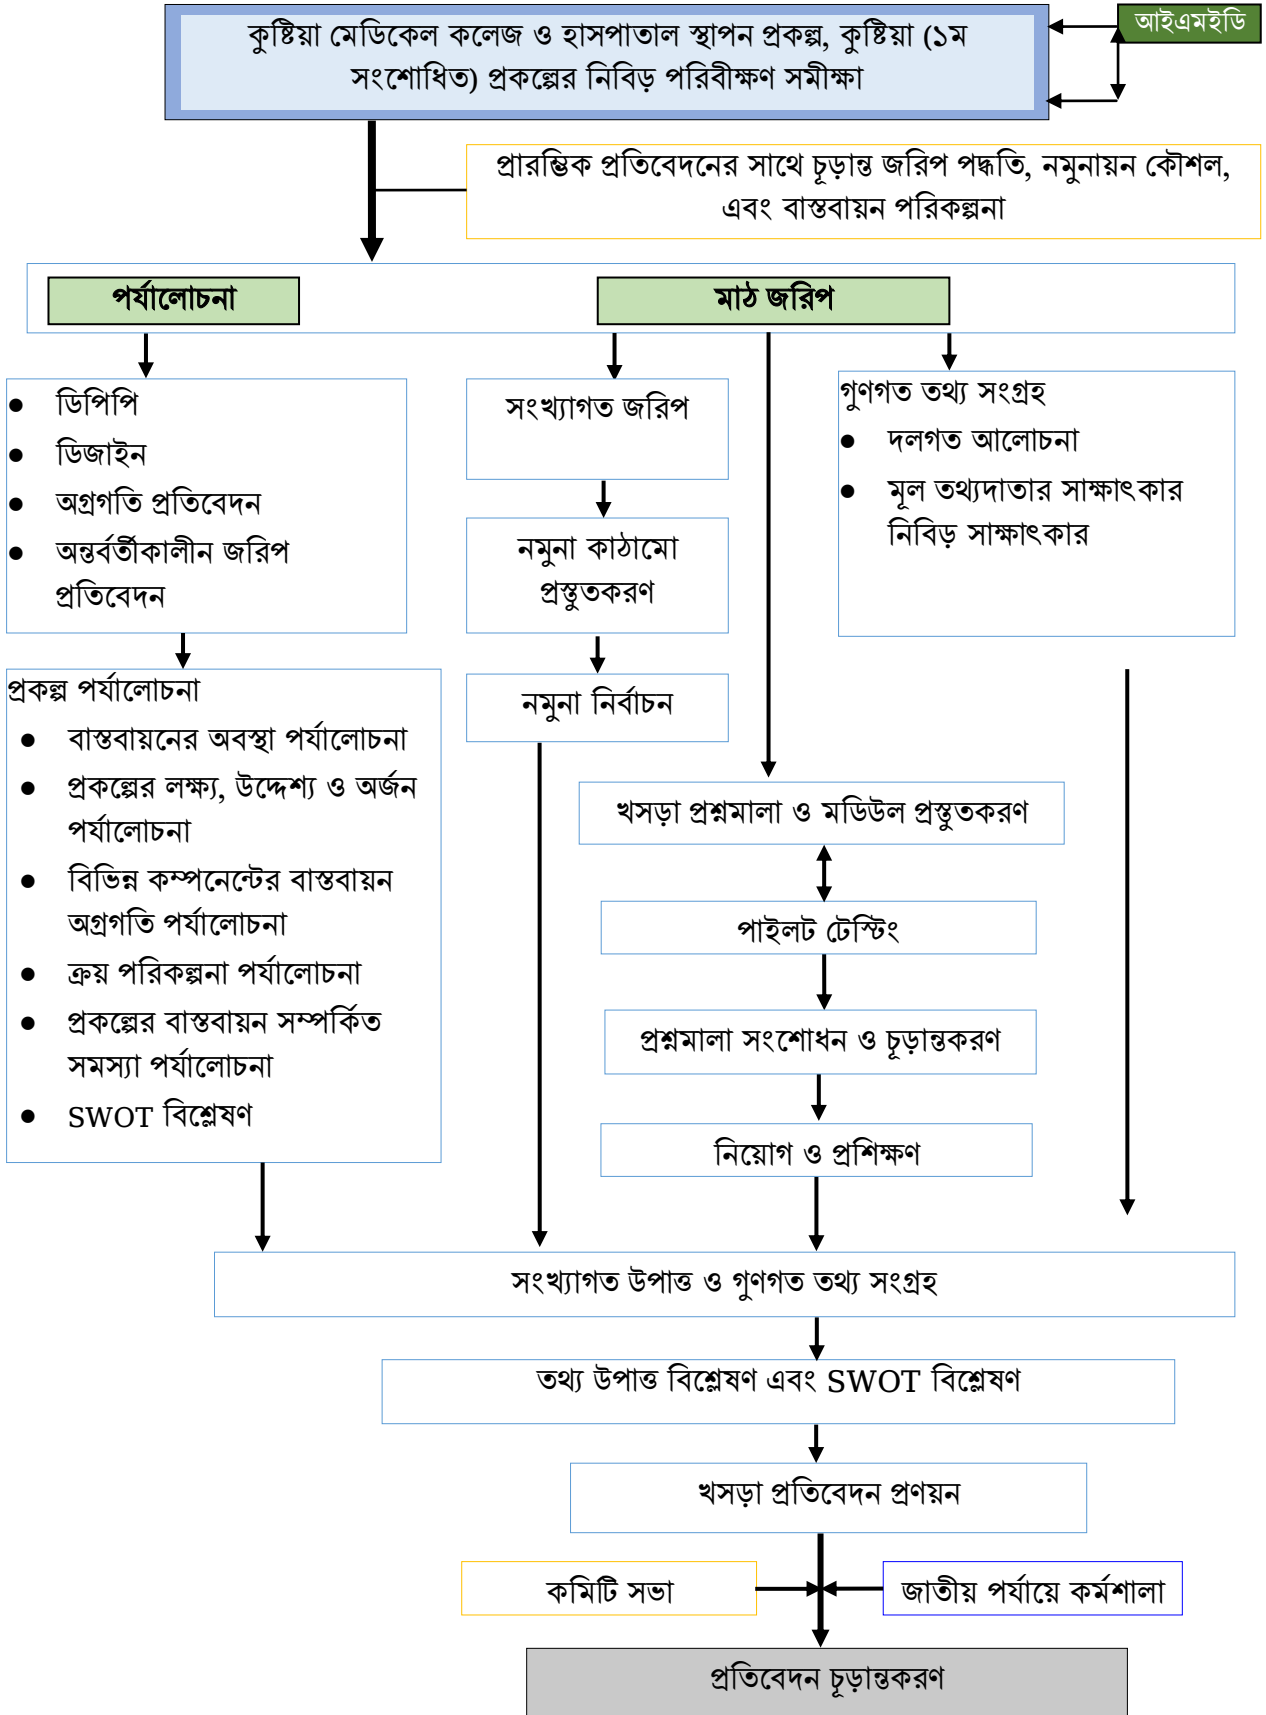 কুষ্টিয়া মেডিকেল কলেজ ও হাসপাতাল স্থাপন প্রকল্প, কুষ্টিয়া (১ম
সংশোধিত) প্রকল্পের নিবিড় পরিবীক্ষণ সমীক্ষা
আইএমইডি
প্রারম্ভিক প্রতিবেদনের সাথে চূড়ান্ত জরিপ পদ্ধতি, নমুনায়ন কৌশল,
এবং বাস্তবায়ন পরিকল্পনা
পর্যালোচনা
মাঠ জরিপ
● ডিপিপি
● ডিজাইন
● অগ্রগতি প্রতিবেদন
● অন্তর্বর্তীকালীন জরিপ
প্রতিবেদন
সংখ্যাগত জরিপ
নমুনা কাঠামো
প্রস্তুতকরণ
নমুনা নির্বাচন
গুণগত তথ্য সংগ্রহ
● দলগত আলোচনা
● মূল তথ্যদাতার সাক্ষাৎকার
নিবিড় সাক্ষাৎকার
প্রকল্প পর্যালোচনা
● বাস্তবায়নের অবস্থা পর্যালোচনা
● প্রকল্পের লক্ষ্য, উদ্দেশ্য ও অর্জন
পর্যালোচনা
● বিভিন্ন কম্পনেন্টের বাস্তবায়ন
অগ্রগতি পর্যালোচনা
● ক্রয় পরিকল্পনা পর্যালোচনা
● প্রকল্পের বাস্তবায়ন সম্পর্কিত
সমস্যা পর্যালোচনা
● SWOT বিশ্লেষণ
খসড়া প্রশ্নমালা ও মডিউল প্রস্তুতকরণ
পাইলট টেস্টিং
প্রশ্নমালা সংশোধন ও চূড়ান্তকরণ
নিয়োগ ও প্রশিক্ষণ
সংখ্যাগত উপাত্ত ও গুণগত তথ্য সংগ্রহ
তথ্য উপাত্ত বিশ্লেষণ এবং SWOT বিশ্লেষণ
খসড়া প্রতিবেদন প্রণয়ন
কমিটি সভা
জাতীয় পর্যায়ে কর্মশালা
প্রতিবেদন চূড়ান্তকরণ